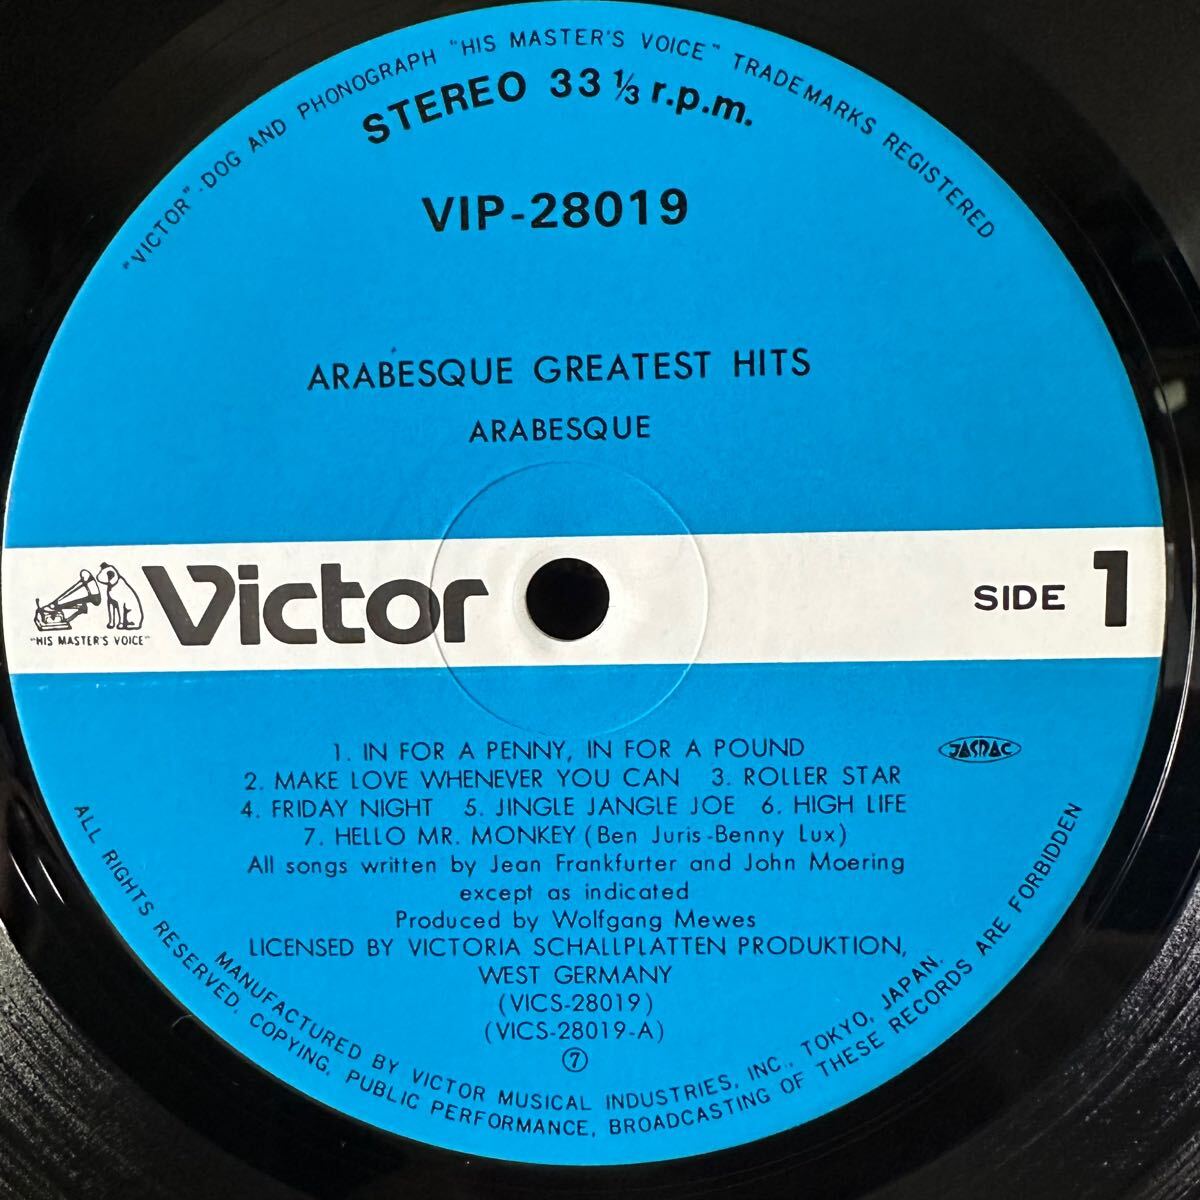 "VICTOR"-DOG AND PHONOGRAPH "HIS MASTER'S VOICE" TRADEMARKS REGISTERED
STEREO 33 ⅓ r.p.m.
VIP-28019
ARABESQUE GREATEST HITS
ARABESQUE
"HIS MASTER'S VOICE"
Victor
SIDE 1
1. IN FOR A PENNY, IN FOR A POUND
JASRAC
2. MAKE LOVE WHENEVER YOU CAN 3. ROLLER STAR
4. FRIDAY NIGHT 5. JINGLE JANGLE JOE 6. HIGH LIFE
7. HELLO MR. MONKEY (Ben Juris-Benny Lux)
All songs written by Jean Frankfurter and John Moering
except as indicated
Produced by Wolfgang Mewes
LICENSED BY VICTORIA SCHALLPLATTEN PRODUKTION,
WEST GERMANY
(VICS-28019)
(VICS-28019-A)
⑦
MANUFACTURED BY VICTOR MUSICAL INDUSTRIES, INC., TOKYO, JAPAN.
ALL RIGHTS RESERVED. COPYING, PUBLIC PERFORMANCE, BROADCASTING OF THESE RECORDS ARE FORBIDDEN